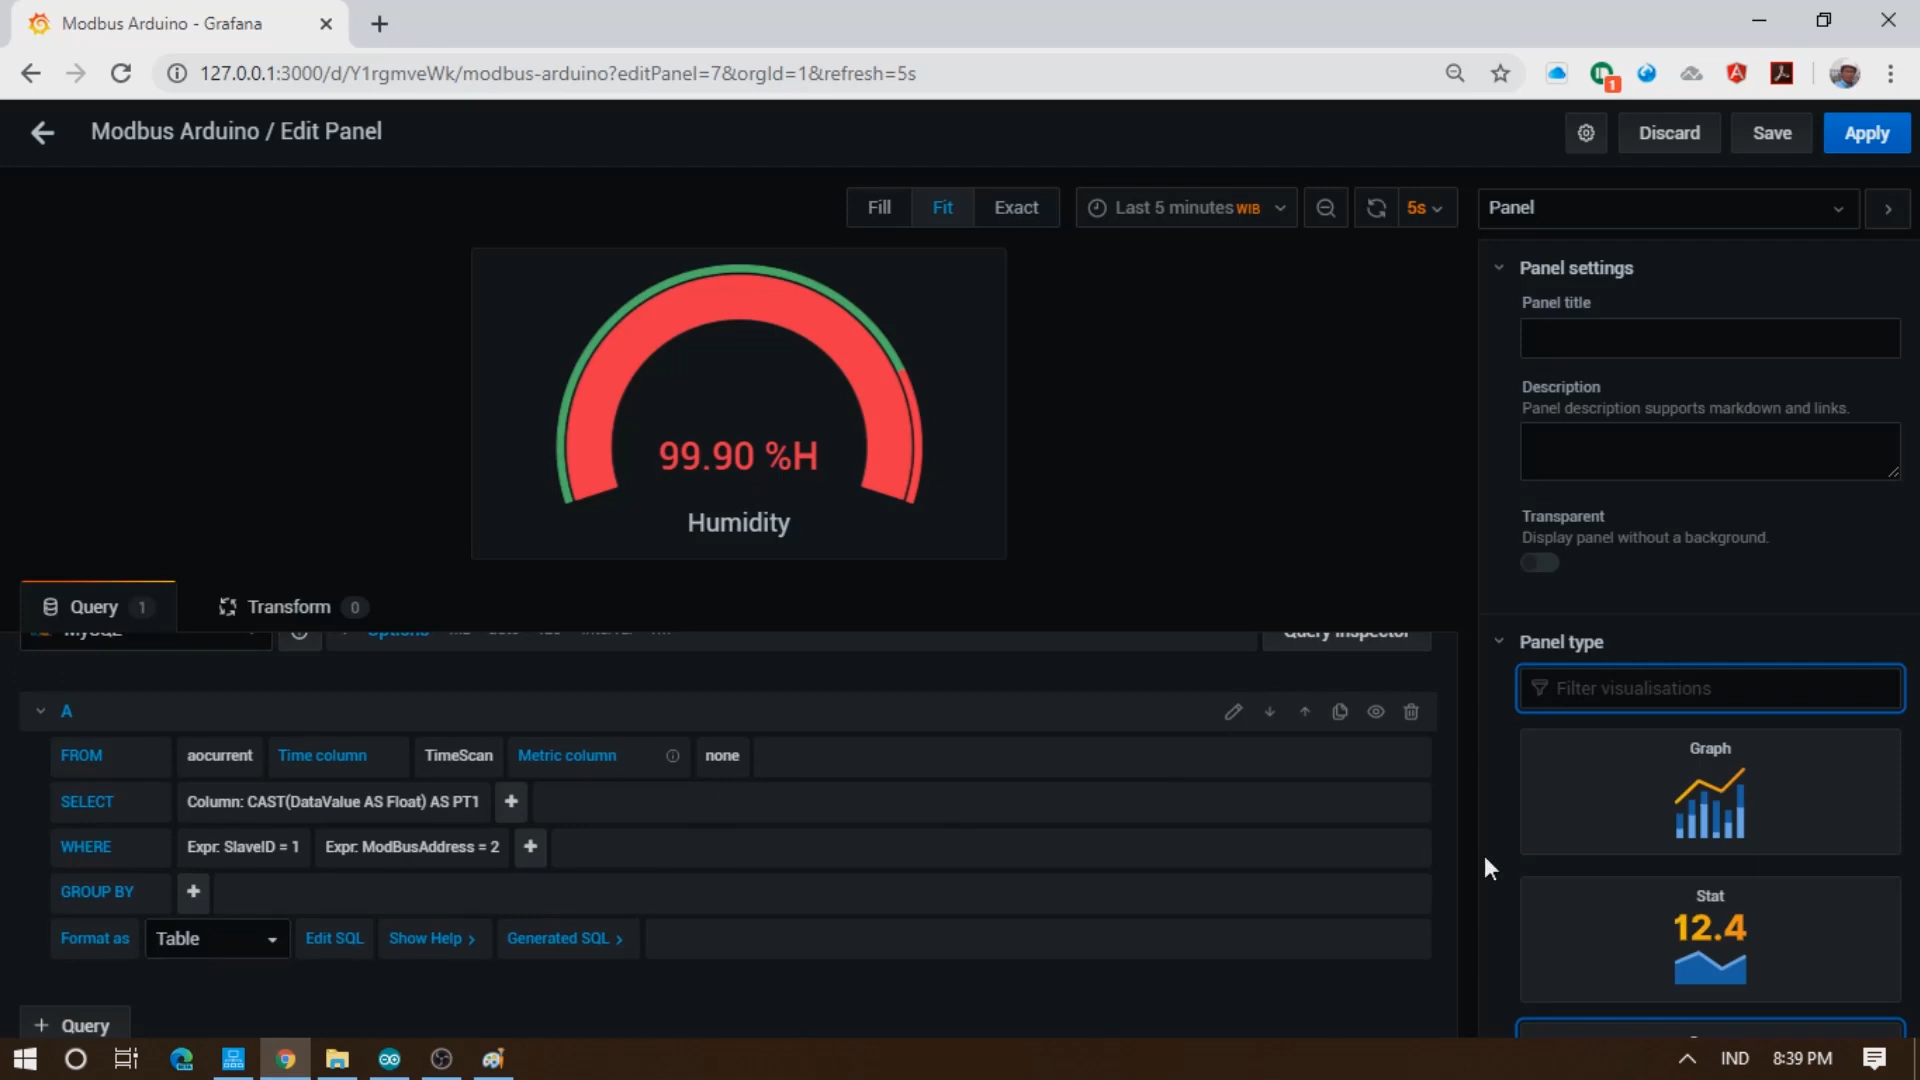 Modbus Arduino - Grafana
127.0.0.1:3000/d/Y1rgmveWk/modbus-arduino?editPanel=7&orgId=1&refresh=5s
1
Modbus Arduino / Edit Panel
Discard
Save
Apply
Fill
Fit
Exact
Last 5 minutes WIB
5s
Panel
99.90 %H
Humidity
Panel settings
Panel title
Description
Panel description supports markdown and links.
Transparent
Display panel without a background.
Query 1
Transform 0
MySQL
Options
Query inspector
A
FROM aocurrent Time column TimeScan Metric column none
SELECT Column: CAST(DataValue AS Float) AS PT1
WHERE Expr: SlaveID = 1 Expr: ModBusAddress = 2
GROUP BY
Format as Table Edit SQL Show Help > Generated SQL >
+ Query
Panel type
Filter visualisations
Graph
Stat
12.4
IND
8:39 PM